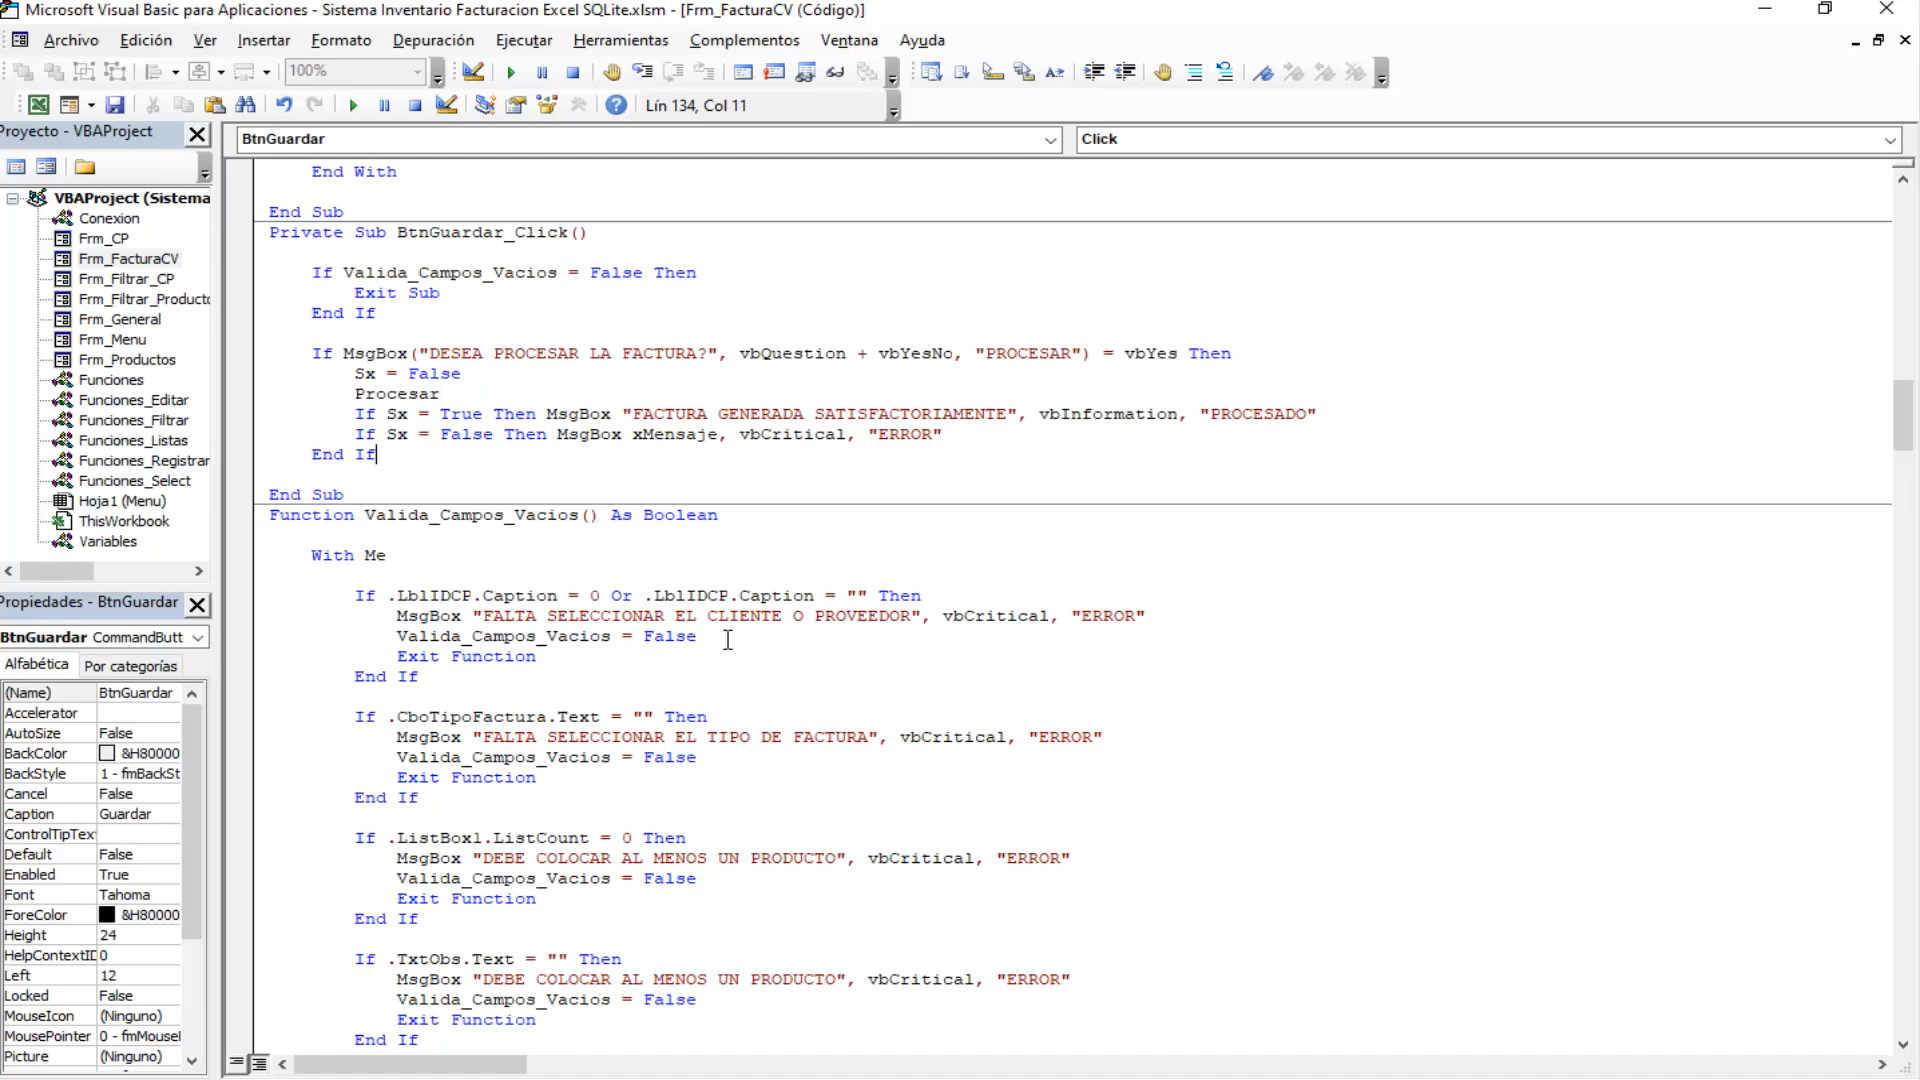 Microsoft Visual Basic para Aplicaciones - Sistema Inventario Facturacion Excel SQLite.xlsm - [Frm_FacturaCV (Código)]
Archivo Edición Ver Insertar Formato Depuración Ejecutar Herramientas Complementos Ventana Ayuda
100%
Lín 134, Col 11
Proyecto - VBAProject
VBAProject (Sistema
Conexion
Frm_CP
Frm_FacturaCV
Frm_Filtrar_CP
Frm_Filtrar_Producto
Frm_General
Frm_Menu
Frm_Productos
Funciones
Funciones_Editar
Funciones_Filtrar
Funciones_Listas
Funciones_Registrar
Funciones_Select
Hoja1 (Menu)
ThisWorkbook
Variables
Propiedades - BtnGuardar
BtnGuardar CommandButt
Alfabética Por categorías
(Name) BtnGuardar
Accelerator
AutoSize False
BackColor &H80000
BackStyle 1 - fmBackSt
Cancel False
Caption Guardar
ControlTipText
Default False
Enabled True
Font Tahoma
ForeColor &H80000
Height 24
HelpContextID 0
Left 12
Locked False
MouseIcon (Ninguno)
MousePointer 0 - fmMousel
Picture (Ninguno)
BtnGuardar Click
End With
End Sub
Private Sub BtnGuardar_Click()
If Valida_Campos_Vacios = False Then
Exit Sub
End If
If MsgBox("DESEA PROCESAR LA FACTURA?", vbQuestion + vbYesNo, "PROCESAR") = vbYes Then
Sx = False
Procesar
If Sx = True Then MsgBox "FACTURA GENERADA SATISFACTORIAMENTE", vbInformation, "PROCESADO"
If Sx = False Then MsgBox xMensaje, vbCritical, "ERROR"
End If
End Sub
Function Valida_Campos_Vacios() As Boolean
With Me
If .LblIDCP.Caption = 0 Or .LblIDCP.Caption = "" Then
MsgBox "FALTA SELECCIONAR EL CLIENTE O PROVEEDOR", vbCritical, "ERROR"
Valida_Campos_Vacios = False
Exit Function
End If
If .CboTipoFactura.Text = "" Then
MsgBox "FALTA SELECCIONAR EL TIPO DE FACTURA", vbCritical, "ERROR"
Valida_Campos_Vacios = False
Exit Function
End If
If .ListBox1.ListCount = 0 Then
MsgBox "DEBE COLOCAR AL MENOS UN PRODUCTO", vbCritical, "ERROR"
Valida_Campos_Vacios = False
Exit Function
End If
If .TxtObs.Text = "" Then
MsgBox "DEBE COLOCAR AL MENOS UN PRODUCTO", vbCritical, "ERROR"
Valida_Campos_Vacios = False
Exit Function
End If